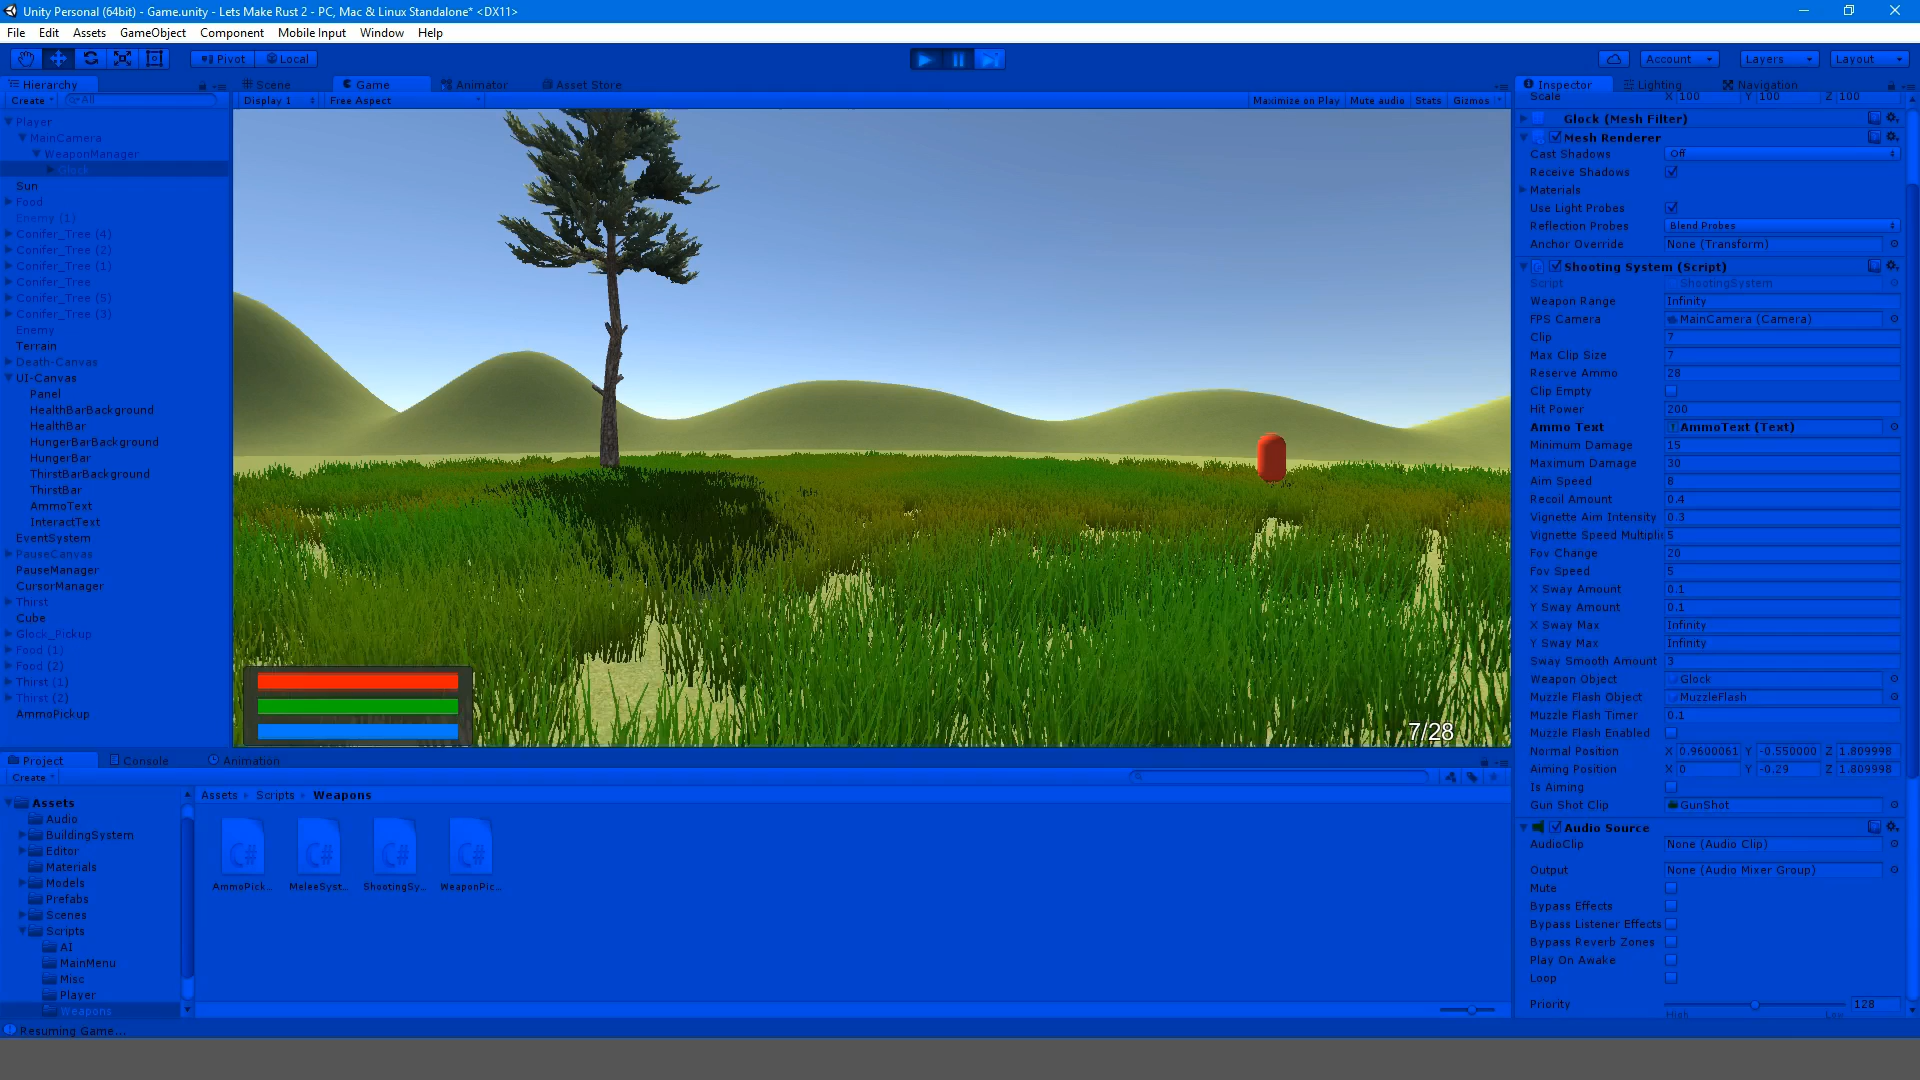 Unity Personal (64bit) - Game.unity - Lets Make Rust 2 - PC, Mac & Linux Standalone* <DX11>
File Edit Assets GameObject Component Mobile Input Window Help
Pivot Local Account Layers Layout
Hierarchy
Create All
Player
MainCamera
WeaponManager
Glock
Sun
Food
Enemy (1)
Conifer_Tree (4)
Conifer_Tree (2)
Conifer_Tree (1)
Conifer_Tree
Conifer_Tree (5)
Conifer_Tree (3)
Enemy
Terrain
Death-Canvas
UI-Canvas
Panel
HealthBarBackground
HealthBar
HungerBarBackground
HungerBar
ThirstBarBackground
ThirstBar
AmmoText
InteractText
EventSystem
PauseCanvas
PauseManager
CursorManager
Thirst
Cube
Glock_Pickup
Food (1)
Food (2)
Thirst (1)
Thirst (2)
AmmoPickup
Scene Game Animator Asset Store
Display 1 Free Aspect Maximize on Play Mute audio Stats Gizmos
7/28
Inspector Lighting Navigation
Scale X 100 Y 100 Z 100
Glock (Mesh Filter)
Mesh Renderer
Cast Shadows Off
Receive Shadows
Materials
Use Light Probes
Reflection Probes Blend Probes
Anchor Override None (Transform)
Shooting System (Script)
Script ShootingSystem
Weapon Range Infinity
FPS Camera MainCamera (Camera)
Clip 7
Max Clip Size 7
Reserve Ammo 28
Clip Empty
Hit Power 200
Ammo Text AmmoText (Text)
Minimum Damage 15
Maximum Damage 30
Aim Speed 8
Recoil Amount 0.4
Vignette Aim Intensity 0.3
Vignette Speed Multipli 5
Fov Change 20
Fov Speed 5
X Sway Amount 0.1
Y Sway Amount 0.1
X Sway Max Infinity
Y Sway Max Infinity
Sway Smooth Amount 3
Weapon Object Glock
Muzzle Flash Object MuzzleFlash
Muzzle Flash Timer 0.1
Muzzle Flash Enabled
Normal Position X 0.9600061 Y -0.550000 Z 1.809998
Aiming Position X 0 Y -0.29 Z 1.809998
Is Aiming
Gun Shot Clip GunShot
Audio Source
AudioClip None (Audio Clip)
Output None (Audio Mixer Group)
Mute
Bypass Effects
Bypass Listener Effects
Bypass Reverb Zones
Play On Awake
Loop
Priority 128
High Low
Project Console Animation
Create
Assets
Audio
BuildingSystem
Editor
Materials
Models
Prefabs
Scenes
Scripts
AI
MainMenu
Misc
Player
Weapons
Assets Scripts Weapons
C# C# C# C#
AmmoPick... MeleeSyst... ShootingSy... WeaponPic...
Resuming Game...